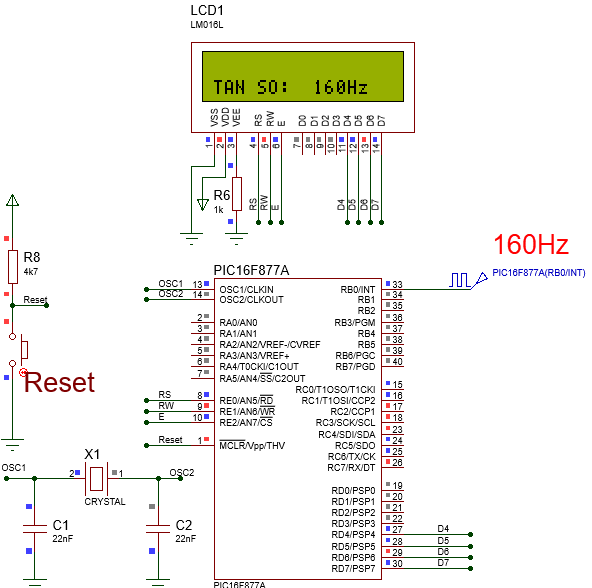 LCD1
LM016L
TAN SO: 160Hz
VSS VDD VEE RS RW E D0 D1 D2 D3 D4 D5 D6 D7
1 2 3 4 5 6 7 8 9 10 11 12 13 14
R6
1k
RS RW E D4 D5 D6 D7
160Hz
PIC16F877A(RB0/INT)
R8
4k7
Reset
Reset
PIC16F877A
OSC1 13 OSC1/CLKIN RB0/INT 33
OSC2 14 OSC2/CLKOUT RB1 34
RB2 35
2 RA0/AN0 RB3/PGM 36
3 RA1/AN1 RB4 37
4 RA2/AN2/VREF-/CVREF RB5 38
5 RA3/AN3/VREF+ RB6/PGC 39
6 RA4/T0CKI/C1OUT RB7/PGD 40
7 RA5/AN4/SS/C2OUT
RC0/T1OSO/T1CKI 15
RS 8 RE0/AN5/RD RC1/T1OSI/CCP2 16
RW 9 RE1/AN6/WR RC2/CCP1 17
E 10 RE2/AN7/CS RC3/SCK/SCL 18
RC4/SDI/SDA 23
Reset 1 MCLR/Vpp/THV RC5/SDO 24
RC6/TX/CK 25
RC7/RX/DT 26
RD0/PSP0 19
RD1/PSP1 20
RD2/PSP2 21
RD3/PSP3 22
RD4/PSP4 27 D4
RD5/PSP5 28 D5
RD6/PSP6 29 D6
RD7/PSP7 30 D7
PIC16F877A
X1
OSC1 2 1 OSC2
CRYSTAL
C1
22nF
C2
22nF